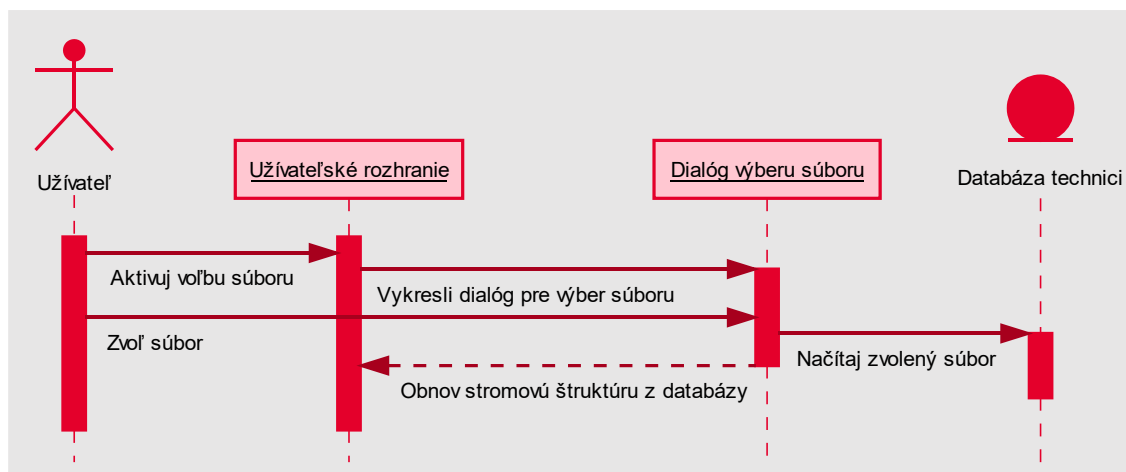 Užívateľ
Užívateľské rozhranie
Dialóg výberu súboru
Databáza technici
Aktivuj voľbu súboru
Vykresli dialóg pre výber súboru
Zvoľ súbor
Načítaj zvolený súbor
Obnov stromovú štruktúru z databázy